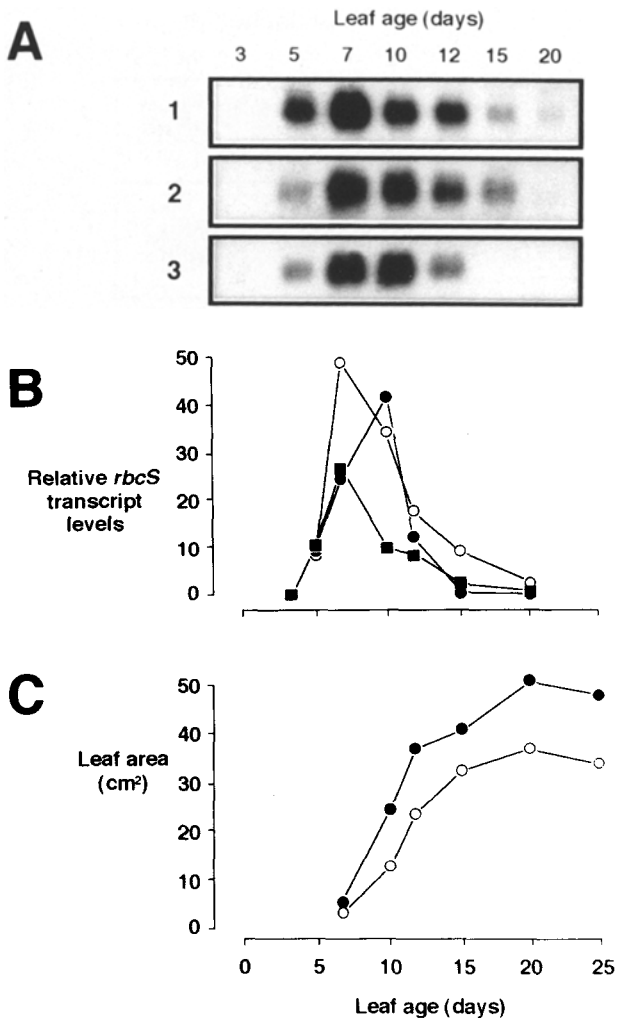 A
Leaf age (days)
3 5 7 10 12 15 20
1
2
3
B
50
40
30
20
10
0
Relative rbcS
transcript
levels
C
50
40
30
20
10
0
Leaf area
(cm²)
0 5 10 15 20 25
Leaf age (days)